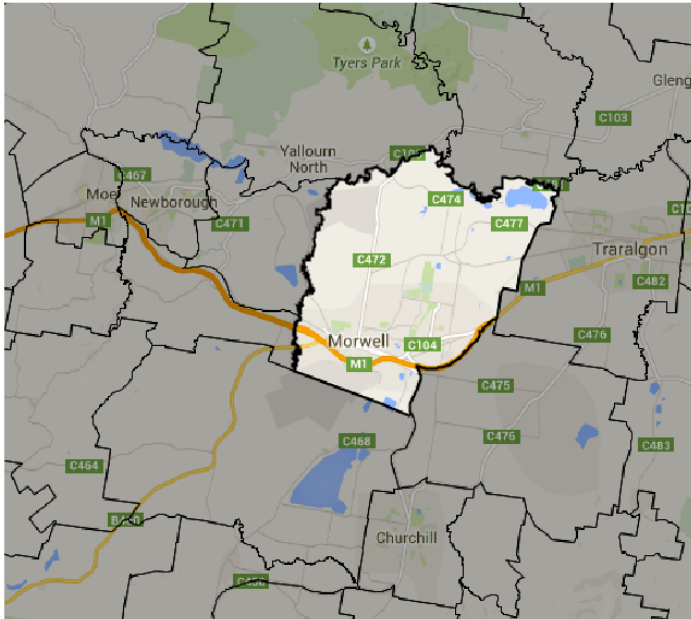 Tyers Park
Gleng
C103
Yallourn
North
C467
Moe
Newborough
C474
C477
M1
C471
Traralgon
C472
C482
M1
C476
Morwell
C104
M1
C475
C468
C476
C464
C483
Churchill